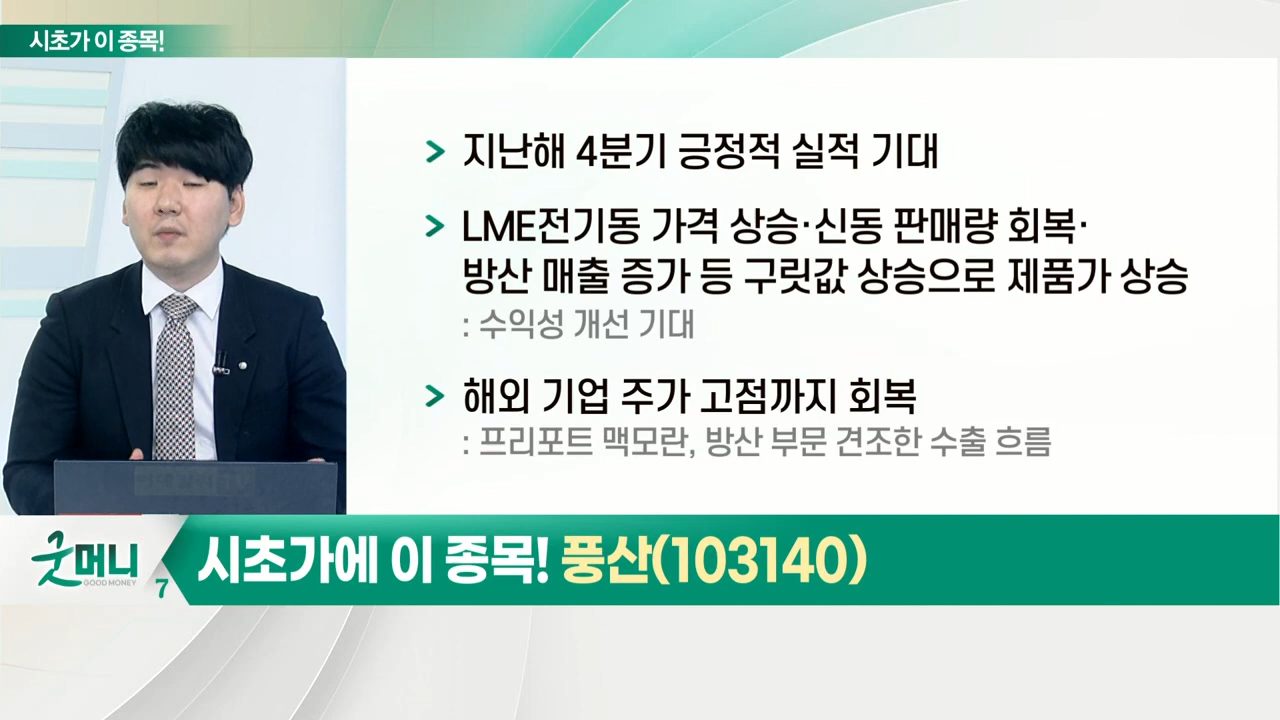 시초가 이 종목!
> 지난해 4분기 긍정적 실적 기대
> LME전기동 가격 상승·신동 판매량 회복·
방산 매출 증가 등 구릿값 상승으로 제품가 상승
: 수익성 개선 기대
> 해외 기업 주가 고점까지 회복
: 프리포트 맥모란, 방산 부문 견조한 수출 흐름
굿머니
GOOD MONEY
7
시초가에 이 종목! 풍산(103140)